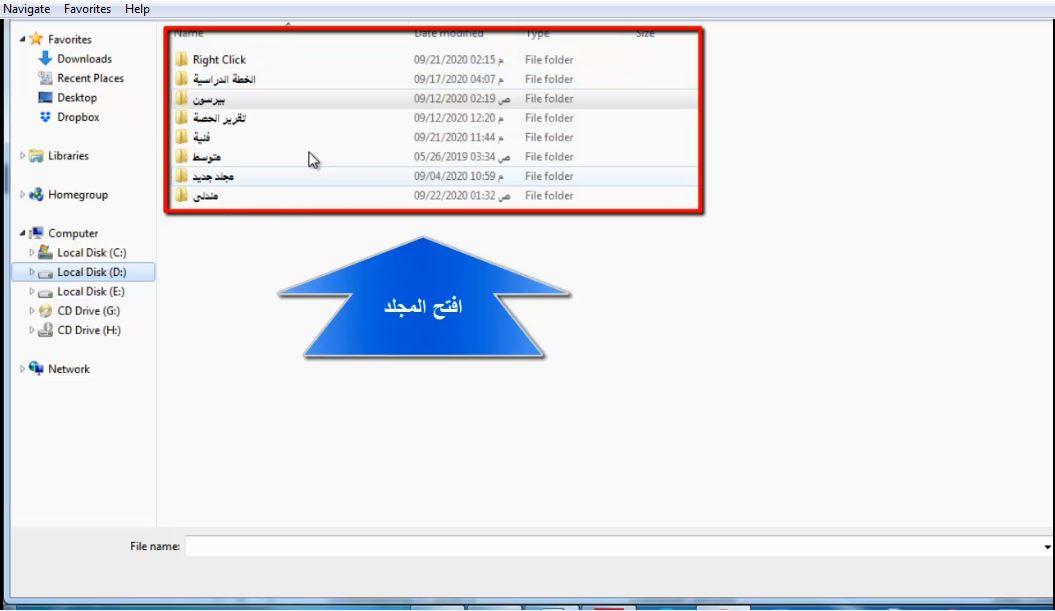 Navigate Favorites Help
Name Date modified Type Size
Favorites
Downloads
Recent Places
Desktop
Dropbox
Libraries
Homegroup
Computer
Local Disk (C:)
Local Disk (D:)
Local Disk (E:)
CD Drive (G:)
CD Drive (H:)
Network
Right Click 09/21/2020 02:15 م File folder
الخطة الدراسية 09/17/2020 04:07 م File folder
بيرسون 09/12/2020 02:19 ص File folder
تقرير الحصة 09/12/2020 12:20 م File folder
فنية 09/21/2020 11:44 م File folder
متوسط 05/26/2019 03:34 ص File folder
مجلد جديد 09/04/2020 10:59 م File folder
هندلي 09/22/2020 01:32 ص File folder
افتح المجلد
File name: